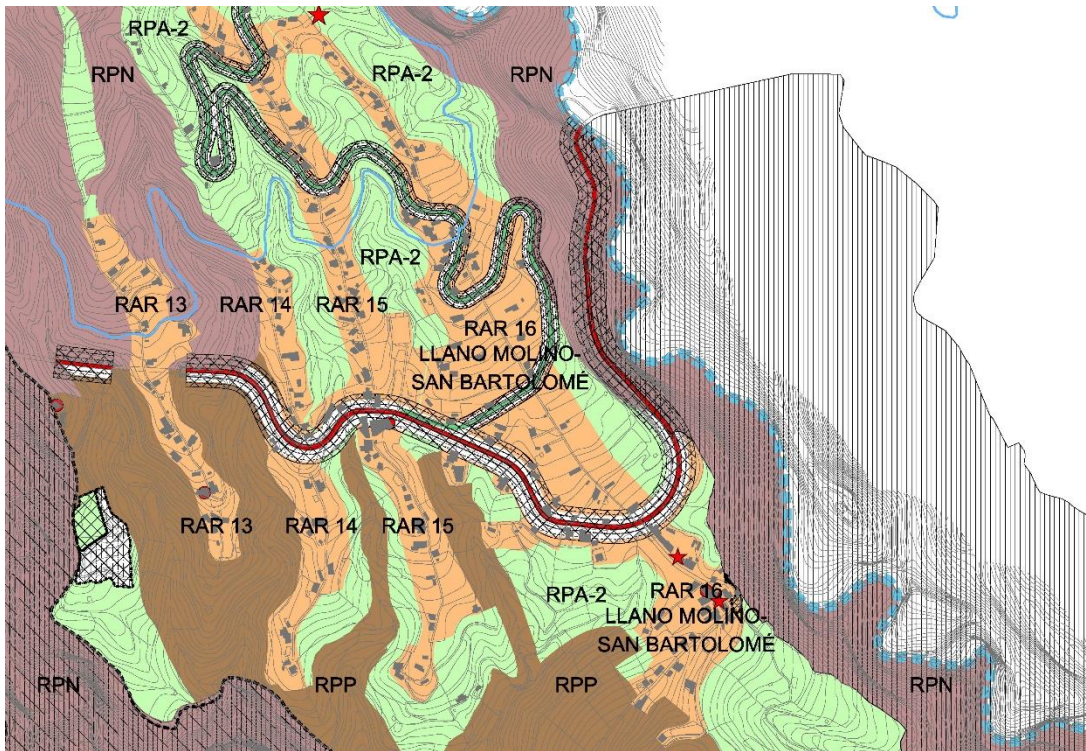 RPA-2
RPN
RPA-2
RPN
RPA-2
RAR 13
RAR 14
RAR 15
RAR 16
LLANO MOLINO-
SAN BARTOLOMÉ
RAR 13
RAR 14
RAR 15
RPA-2
RAR 16
LLANO MOLINO-
SAN BARTOLOMÉ
RPN
RPP
RPP
RPN